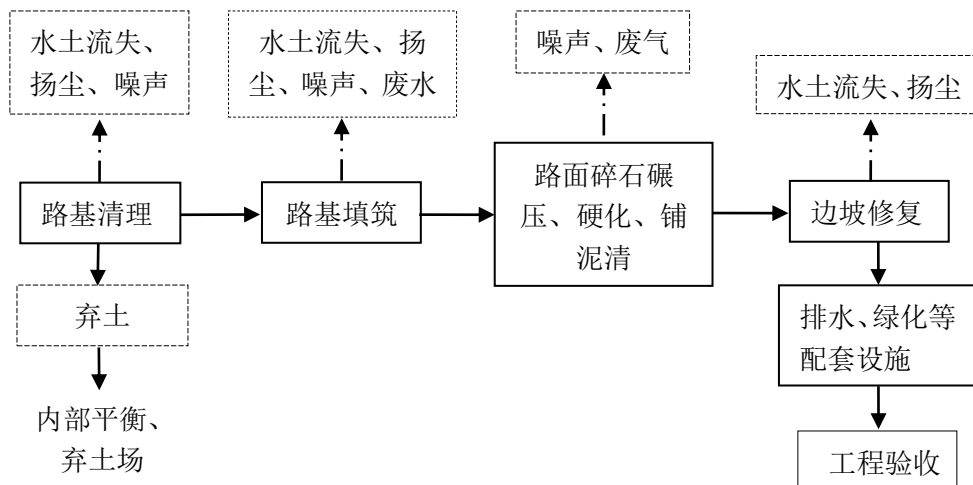 水土流失、
扬尘、噪声
水土流失、扬
尘、噪声、废水
噪声、废气
水土流失、扬尘
路基清理
路基填筑
路面碎石碾
压、硬化、铺
泥清
边坡修复
弃土
排水、绿化等
配套设施
内部平衡、
弃土场
工程验收